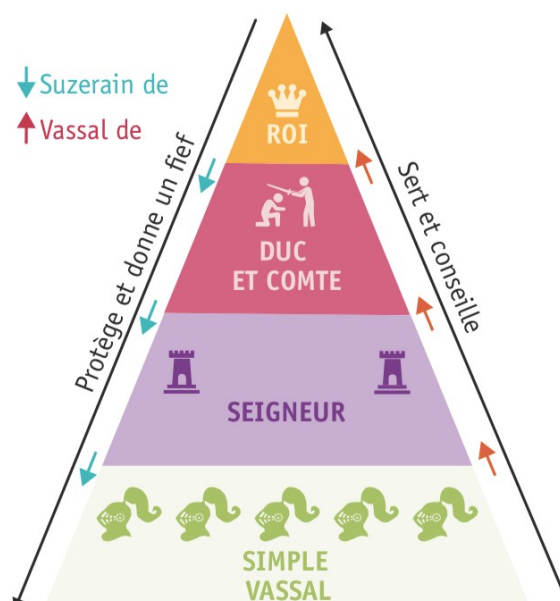 Suzerain de
Vassal de
Protège et donne un fief
Sert et conseille
ROI
DUC
ET COMTE
SEIGNEUR
SIMPLE
VASSAL